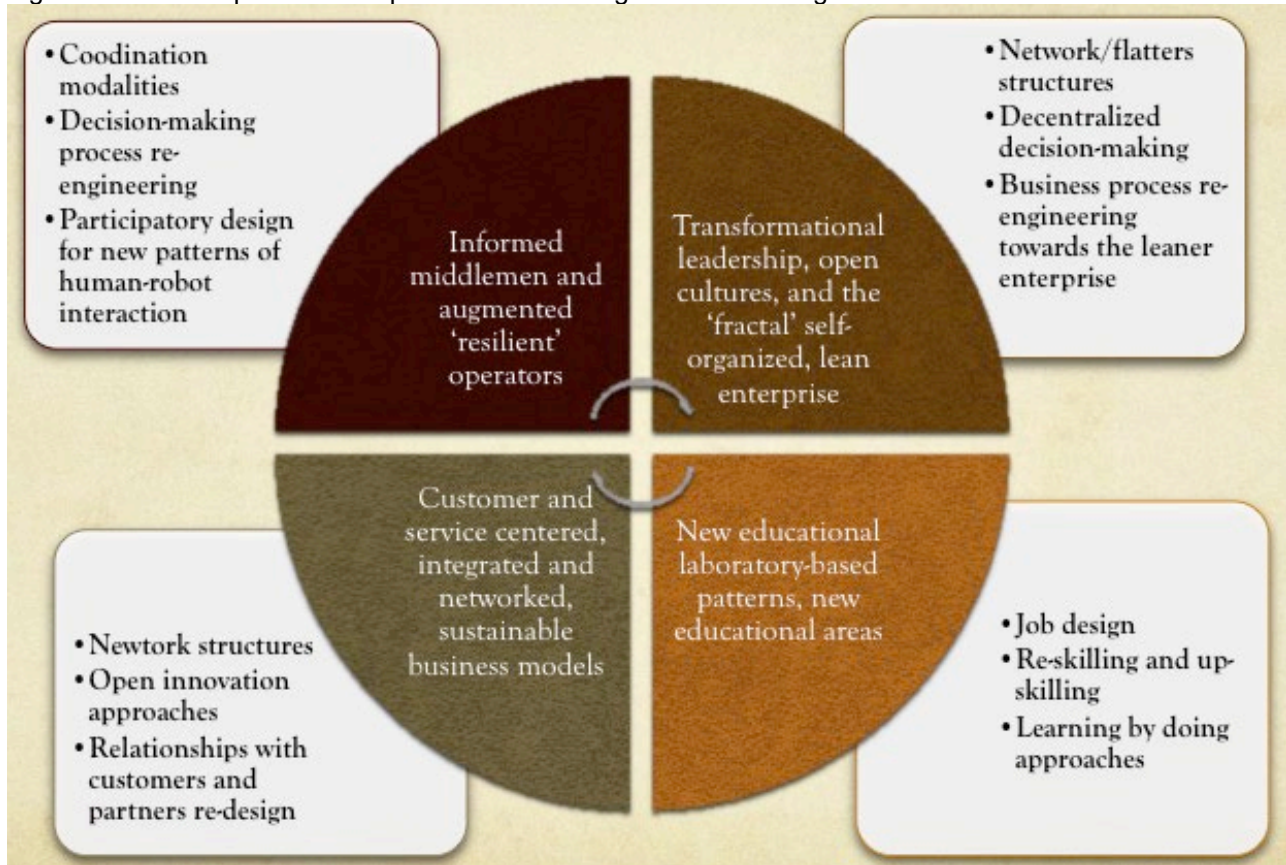 •Coodination
modalities
•Decision-making
process re-
engineering
•Participatory design
for new patterns of
human-robot
interaction
•Network/flatters
structures
•Decentralized
decision-making
•Business process re-
engineering
towards the leaner
enterprise
Informed
middlemen and
augmented
‘resilient’
operators
Transformational
leadership, open
cultures, and the
‘fractal’ self-
organized, lean
enterprise
Customer and
service centered,
integrated and
networked,
sustainable
business models
New educational
laboratory-based
patterns, new
educational areas
•Newtork structures
•Open innovation
approaches
•Relationships with
customers and
partners re-design
•Job design
•Re-skilling and up-
skilling
•Learning by doing
approaches